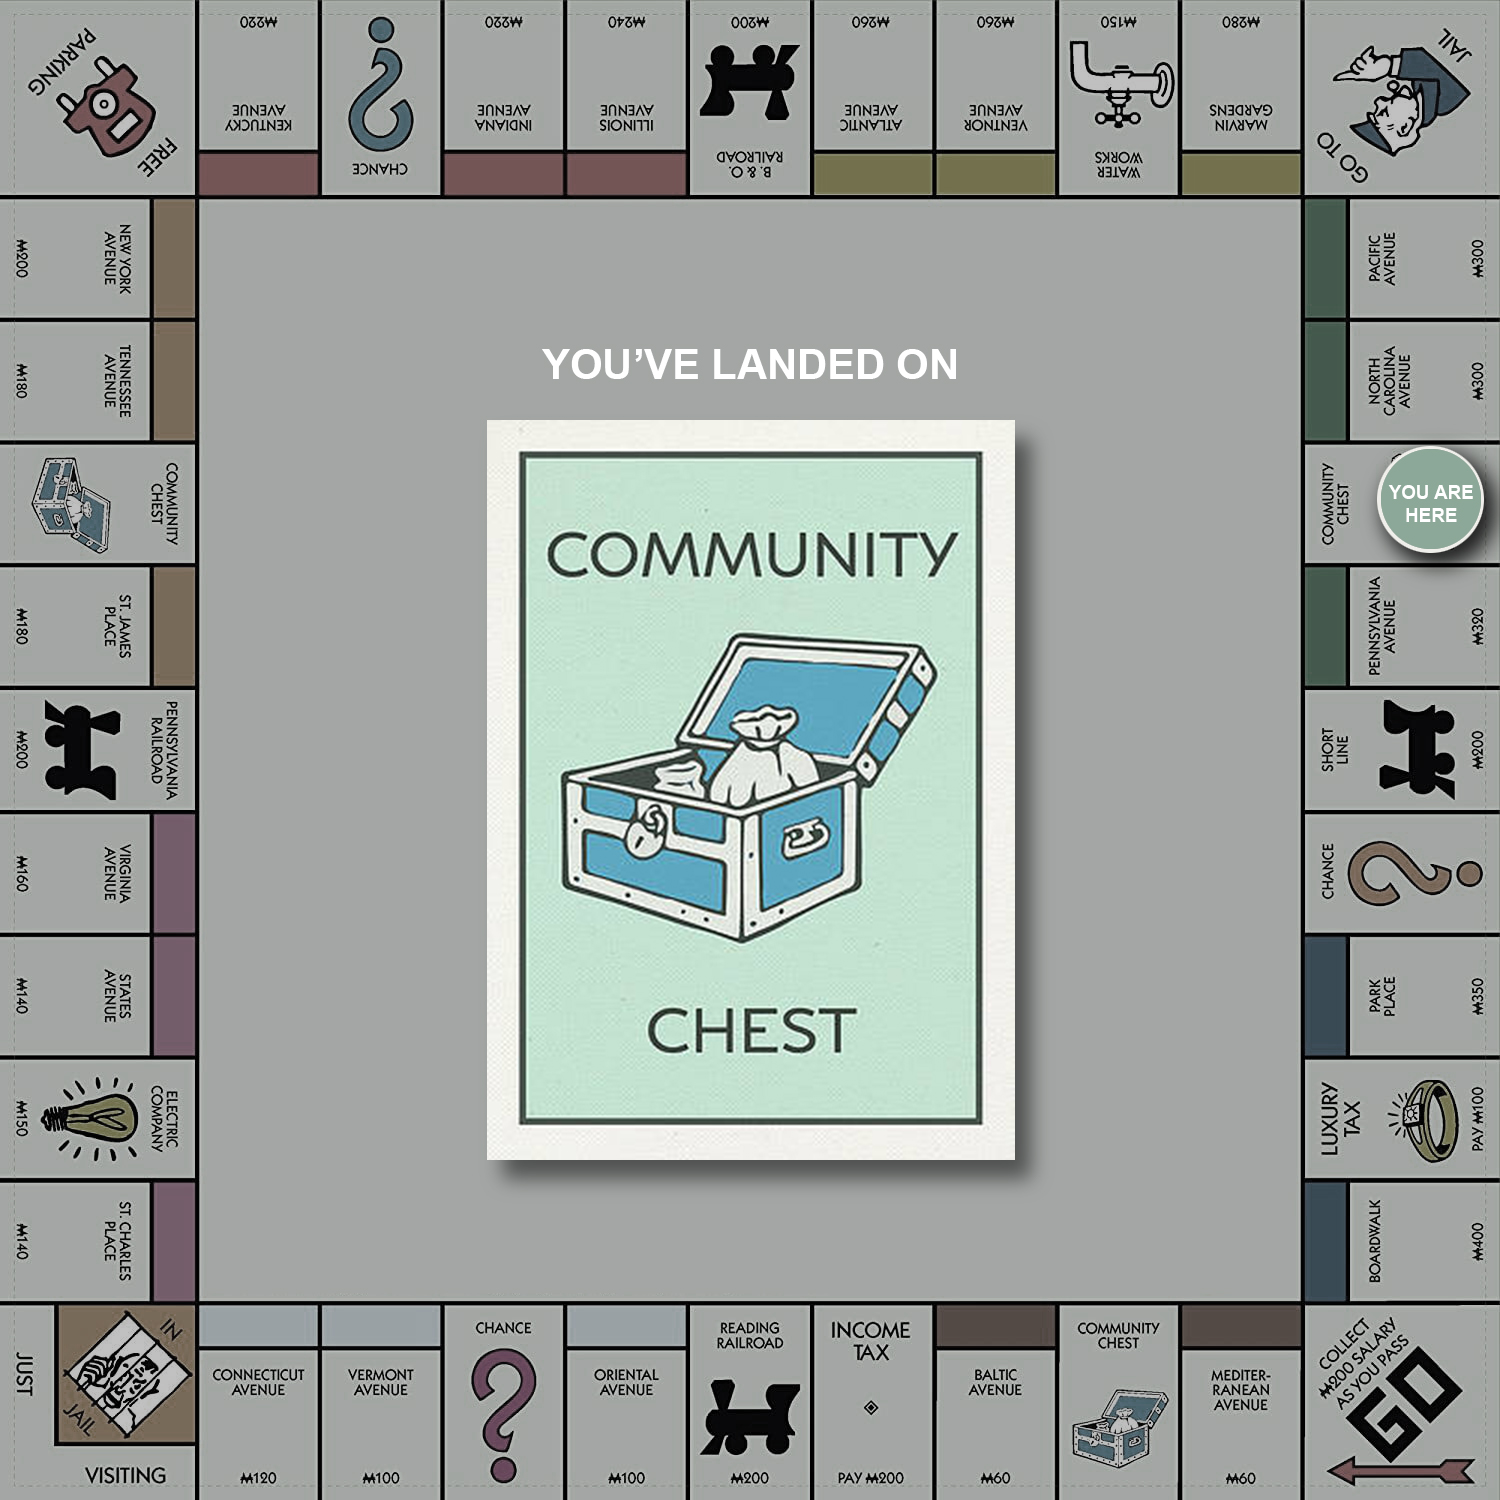 ₩220
KENTUCKY
AVENUE
CHANCE
₩220
INDIANA
AVENUE
₩240
ILLINOIS
AVENUE
₩200
B. & O.
RAILROAD
₩260
ATLANTIC
AVENUE
₩260
VENTNOR
AVENUE
₩150
WATER
WORKS
₩280
MARVIN
GARDENS
FREE
PARKING
GO TO
JAIL
NEW YORK
AVENUE
₩200
TENNESSEE
AVENUE
₩180
COMMUNITY
CHEST
ST. JAMES
PLACE
₩180
PENNSYLVANIA
RAILROAD
₩200
VIRGINIA
AVENUE
₩160
STATES
AVENUE
₩140
ELECTRIC
COMPANY
₩150
ST. CHARLES
PLACE
₩140
YOU’VE LANDED ON
COMMUNITY
CHEST
PACIFIC
AVENUE
₩300
NORTH
CAROLINA
AVENUE
₩300
COMMUNITY
CHEST
YOU ARE
HERE
PENNSYLVANIA
AVENUE
₩320
SHORT
LINE
₩200
CHANCE
PARK
PLACE
₩350
LUXURY
TAX
PAY ₩100
BOARDWALK
₩400
JUST
VISITING
IN
JAIL
CONNECTICUT
AVENUE
₩120
VERMONT
AVENUE
₩100
CHANCE
ORIENTAL
AVENUE
₩100
READING
RAILROAD
₩200
INCOME
TAX
PAY ₩200
BALTIC
AVENUE
₩60
COMMUNITY
CHEST
MEDITER-
RANEAN
AVENUE
₩60
COLLECT
₩200 SALARY
AS YOU PASS
GO